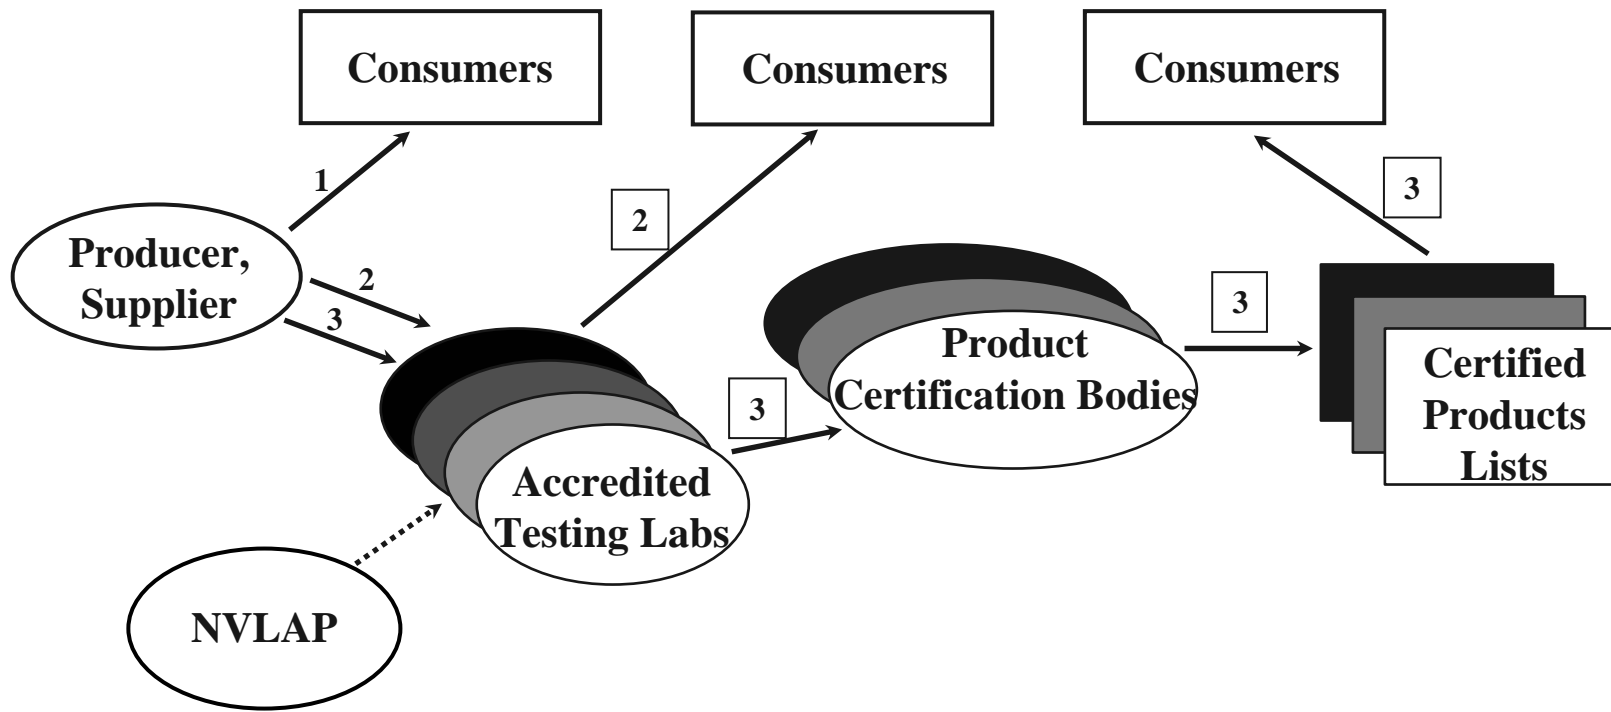 Consumers
Consumers
Consumers
1
2
3
Producer,
Supplier
2
3
3
Product
Certification Bodies
Certified
Products
Lists
3
Accredited
Testing Labs
NVLAP